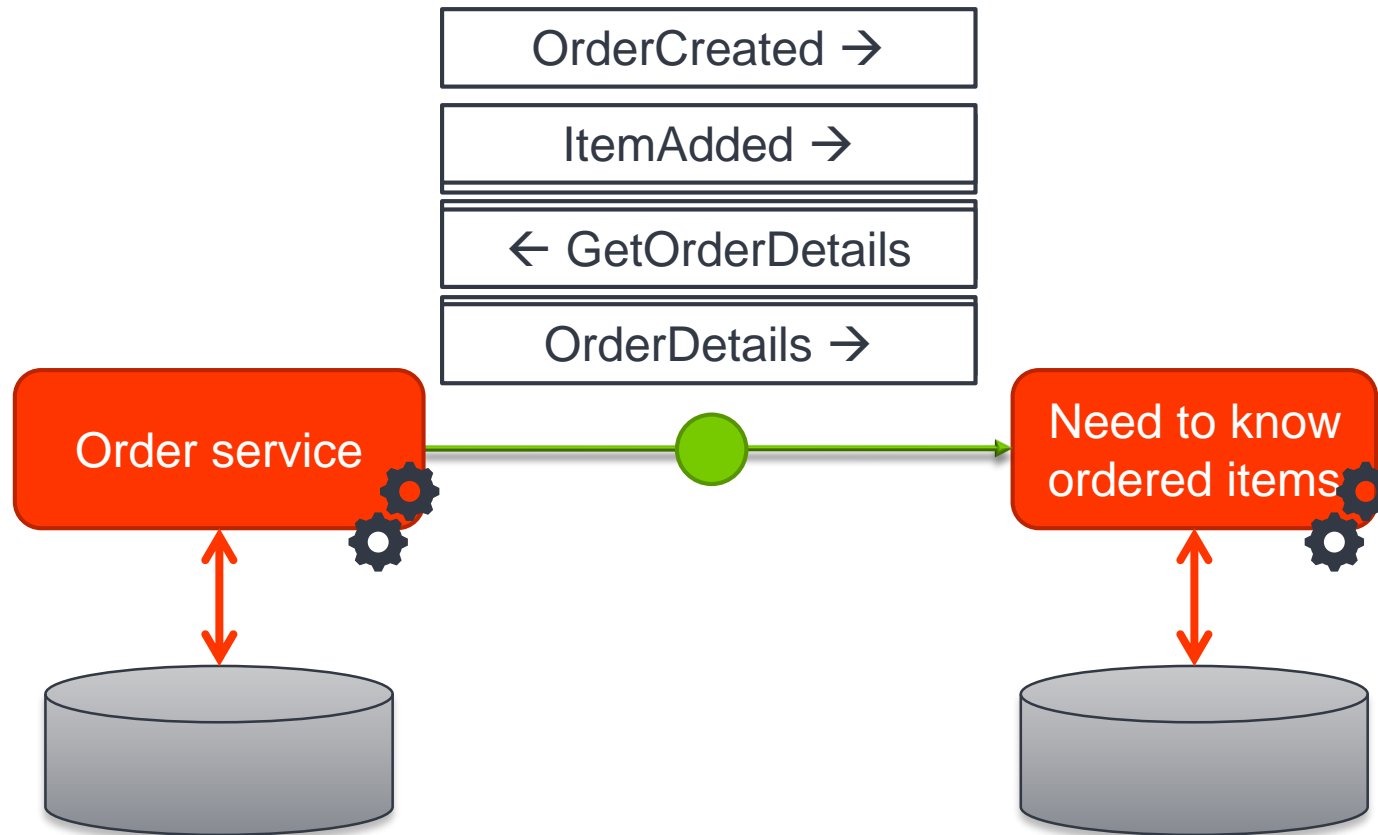 OrderCreated →
ItemAdded →
← GetOrderDetails
OrderDetails →
Order service
Need to know
ordered items